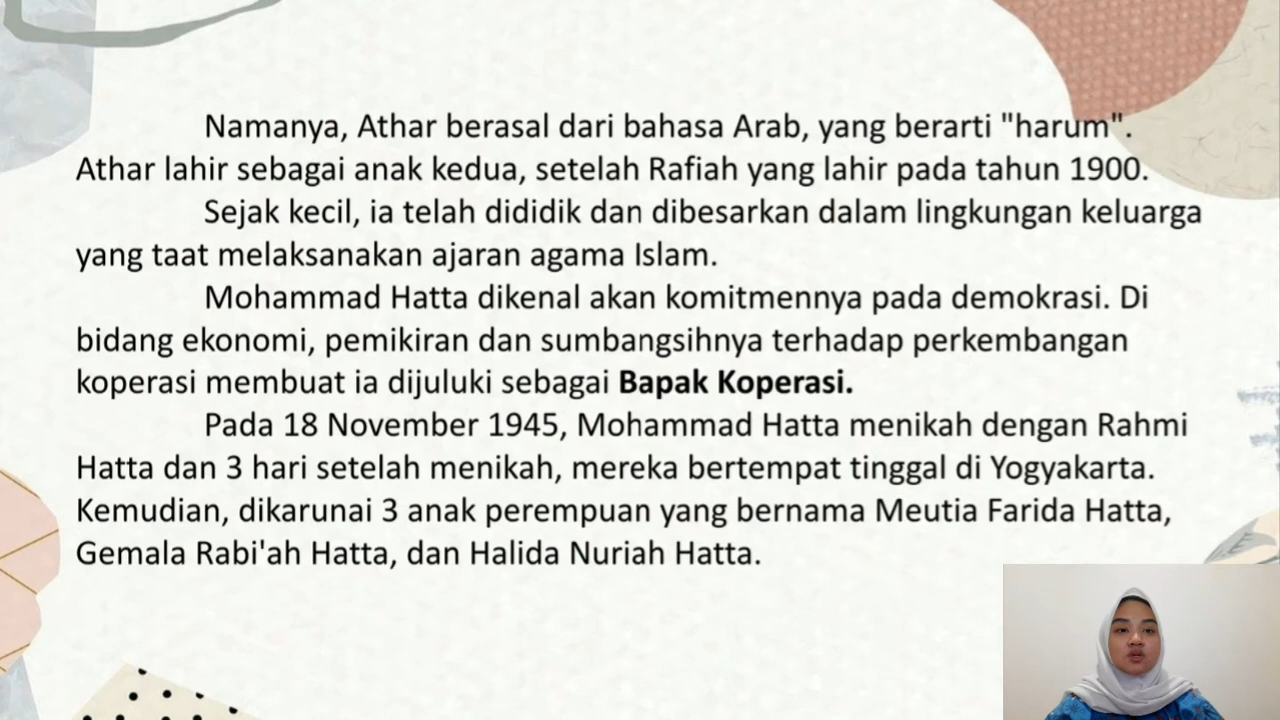 Namanya, Athar berasal dari bahasa Arab, yang berarti "harum".
Athar lahir sebagai anak kedua, setelah Rafiah yang lahir pada tahun 1900.
Sejak kecil, ia telah dididik dan dibesarkan dalam lingkungan keluarga
yang taat melaksanakan ajaran agama Islam.
Mohammad Hatta dikenal akan komitmennya pada demokrasi. Di
bidang ekonomi, pemikiran dan sumbangsihnya terhadap perkembangan
koperasi membuat ia dijuluki sebagai Bapak Koperasi.
Pada 18 November 1945, Mohammad Hatta menikah dengan Rahmi
Hatta dan 3 hari setelah menikah, mereka bertempat tinggal di Yogyakarta.
Kemudian, dikarunai 3 anak perempuan yang bernama Meutia Farida Hatta,
Gemala Rabi'ah Hatta, dan Halida Nuriah Hatta.